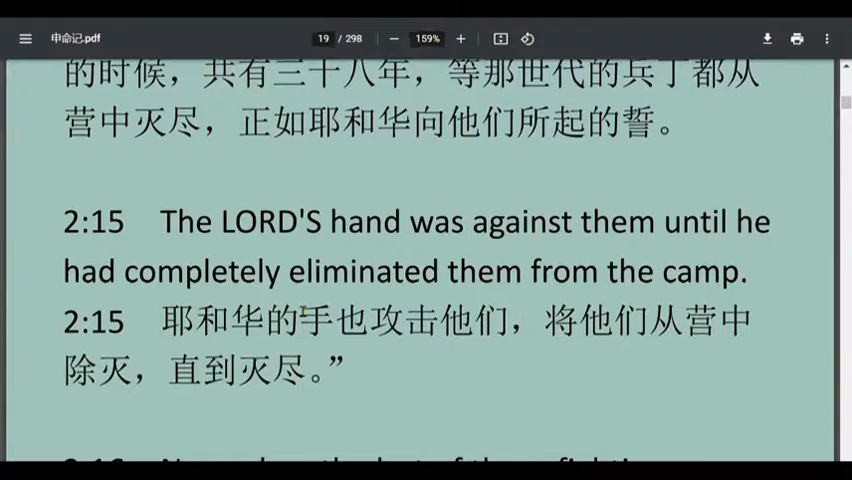 申命记.pdf
19 / 298
159%
的时候，共有三十八年，等那世代的兵丁都从
营中灭尽，正如耶和华向他们所起的誓。
2:15 The LORD'S hand was against them until he
had completely eliminated them from the camp.
2:15 耶和华的手也攻击他们，将他们从营中
除灭，直到灭尽。”